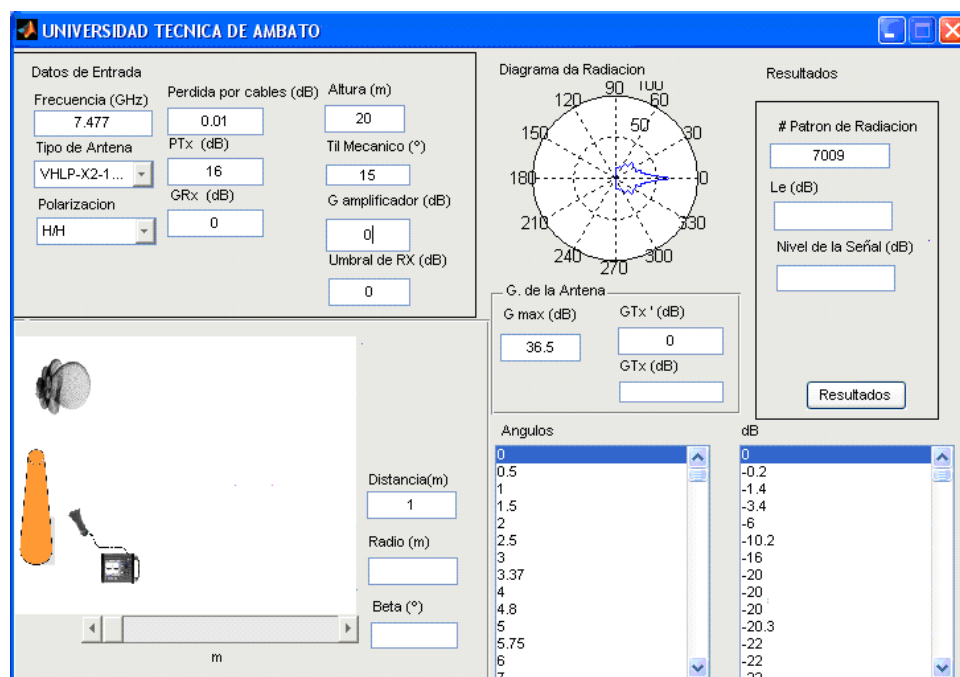 UNIVERSIDAD TECNICA DE AMBATO
Datos de Entrada
Frecuencia (GHz)
7.477
Tipo de Antena
VHLP-X2-1...
Polarizacion
H/H
Perdida por cables (dB)
0.01
PTx (dB)
16
GRx (dB)
0
Altura (m)
20
Til Mecanico (º)
15
G amplificador (dB)
0
Umbral de RX (dB)
0
Diagrama da Radiacion
90
100
120
60
150
50
30
180
0
210
330
240
300
270
G. de la Antena
G max (dB)
36.5
GTx ' (dB)
0
GTx (dB)
Resultados
# Patron de Radiacion
7009
Le (dB)
Nivel de la Señal (dB)
Resultados
Distancia(m)
1
Radio (m)
Beta (º)
m
Angulos
0
0.5
1
1.5
2
2.5
3
3.37
4
4.8
5
5.75
6
7
dB
0
-0.2
-1.4
-3.4
-6
-10.2
-16
-20
-20
-20
-20.3
-22
-22
-22